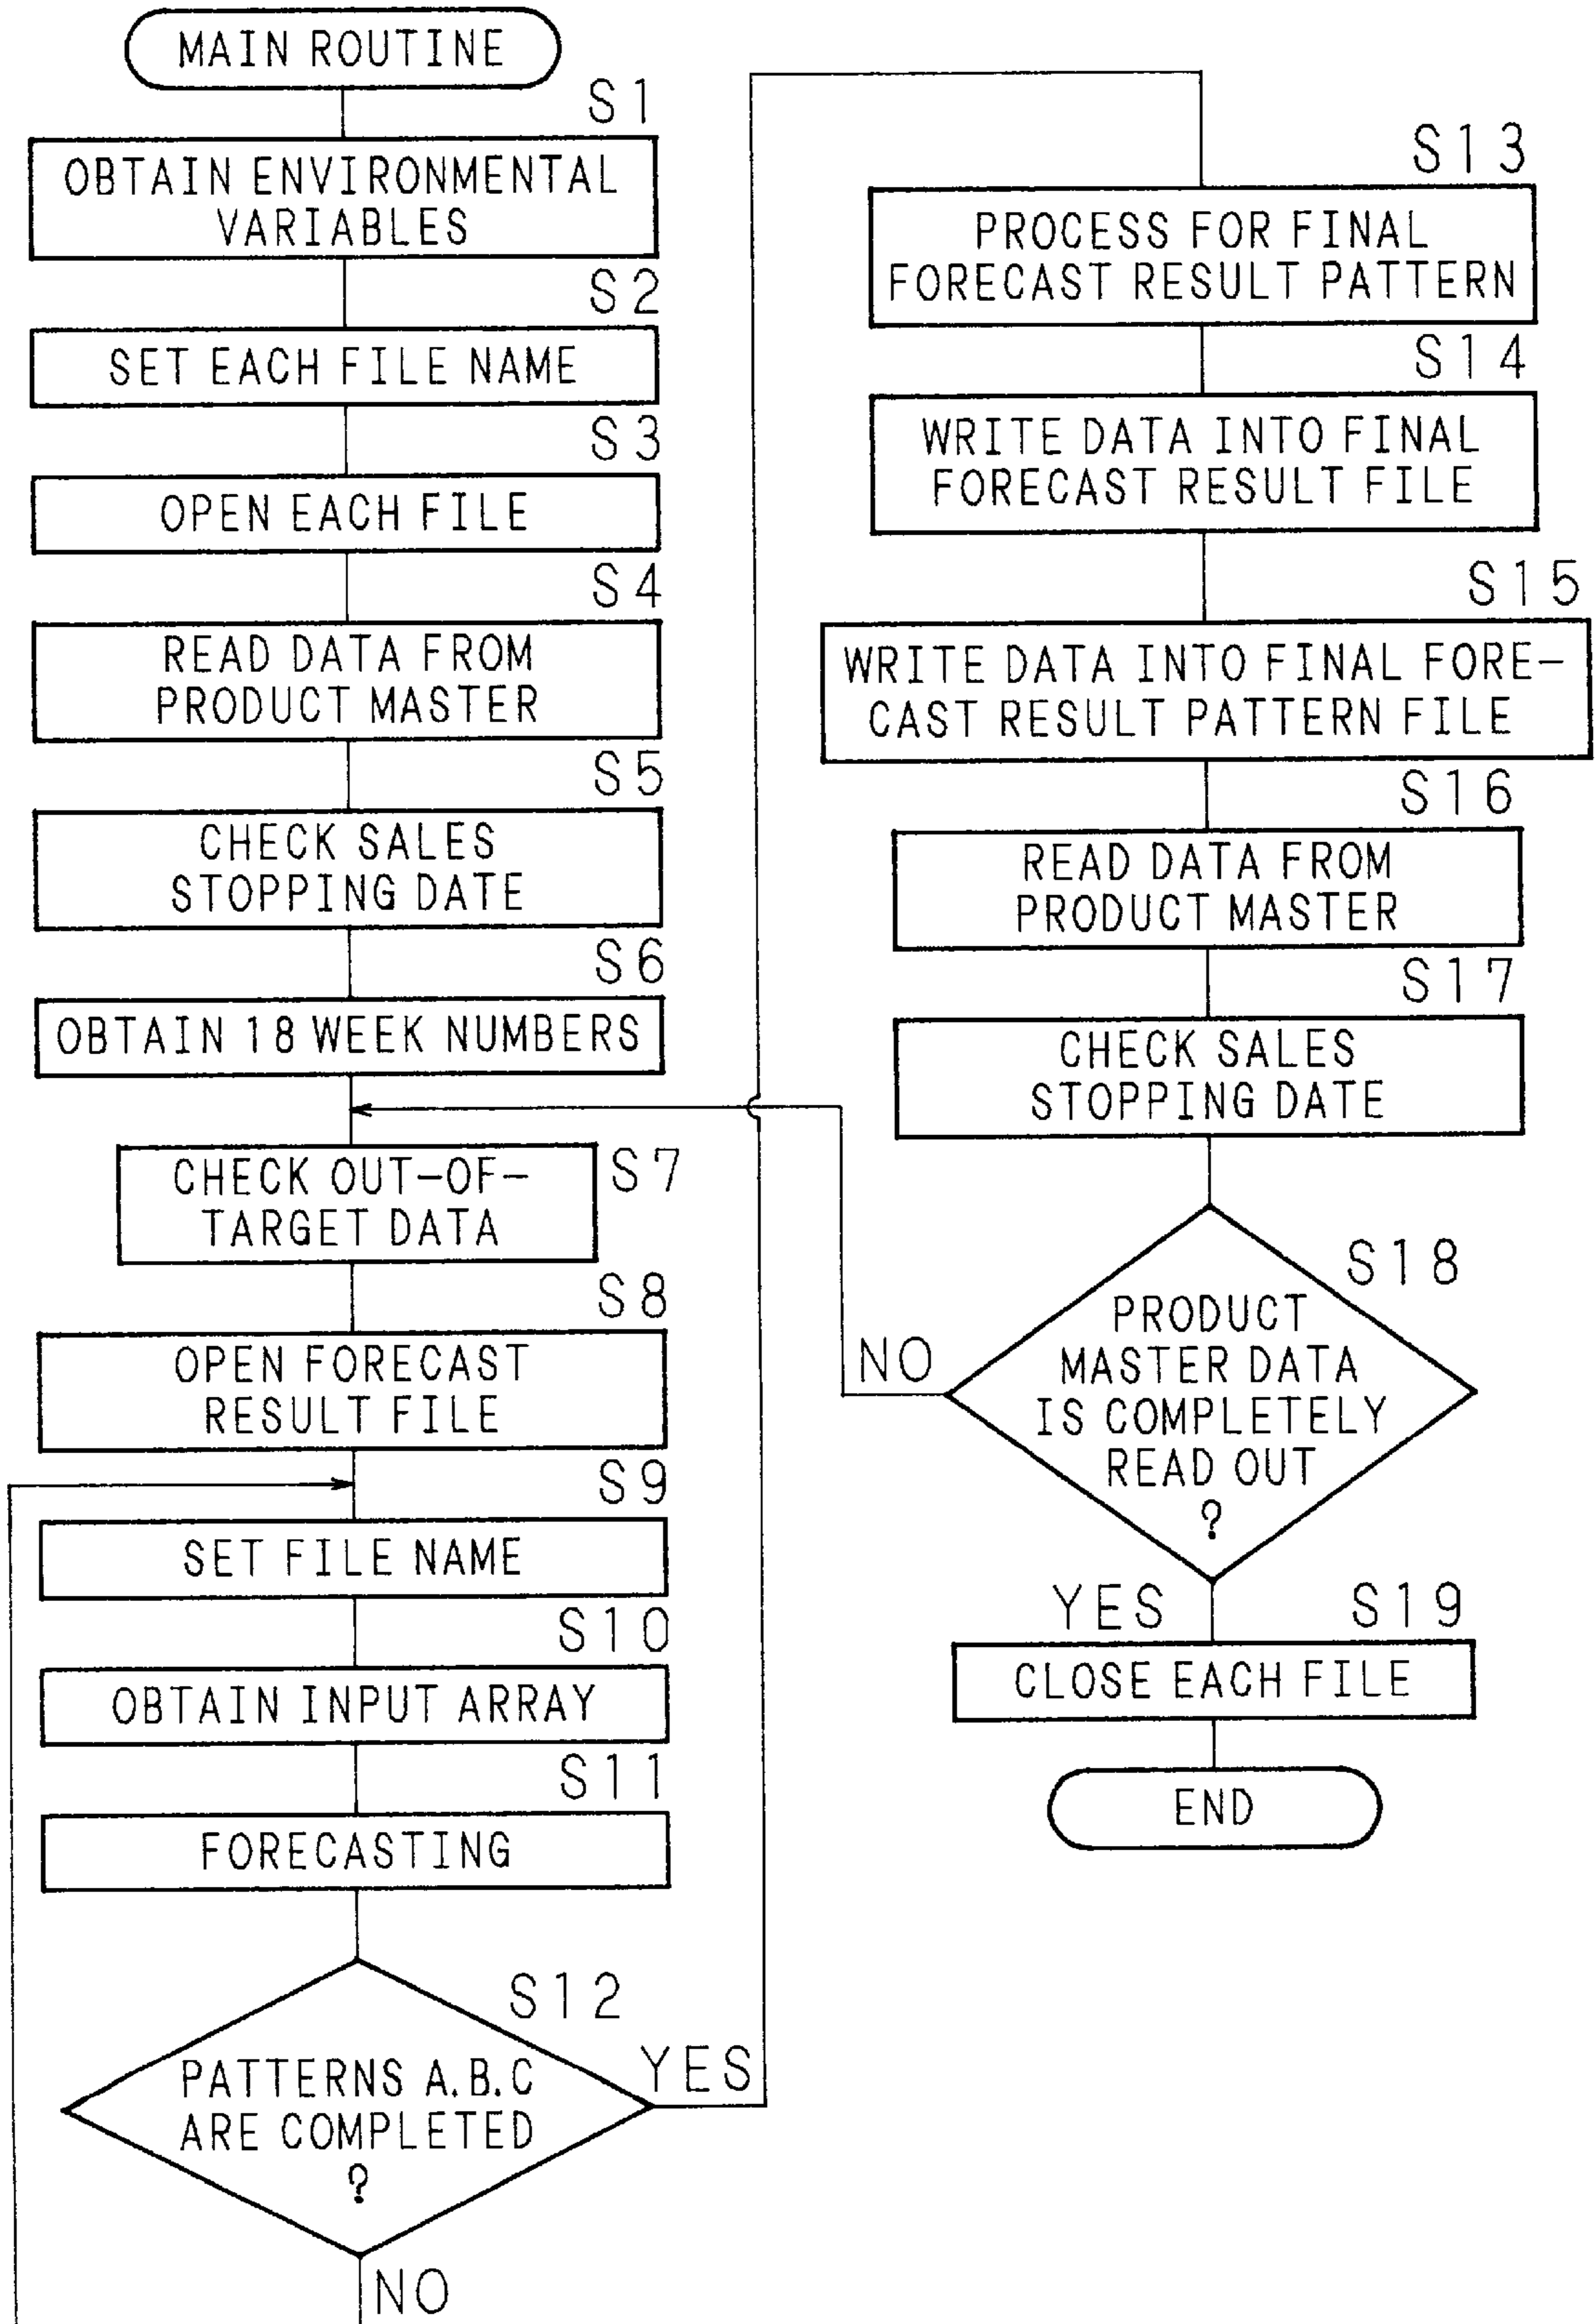 MAIN ROUTINE
S1
OBTAIN ENVIRONMENTAL
VARIABLES
S2
SET EACH FILE NAME
S3
OPEN EACH FILE
S4
READ DATA FROM
PRODUCT MASTER
S5
CHECK SALES
STOPPING DATE
S6
OBTAIN 18 WEEK NUMBERS
S7
CHECK OUT-OF-
TARGET DATA
S8
OPEN FORECAST
RESULT FILE
S9
SET FILE NAME
S10
OBTAIN INPUT ARRAY
S11
FORECASTING
S12
PATTERNS A.B.C
ARE COMPLETED
?
YES
NO
S13
PROCESS FOR FINAL
FORECAST RESULT PATTERN
S14
WRITE DATA INTO FINAL
FORECAST RESULT FILE
S15
WRITE DATA INTO FINAL FORE-
CAST RESULT PATTERN FILE
S16
READ DATA FROM
PRODUCT MASTER
S17
CHECK SALES
STOPPING DATE
S18
PRODUCT
MASTER DATA
IS COMPLETELY
READ OUT
?
NO
YES
S19
CLOSE EACH FILE
END